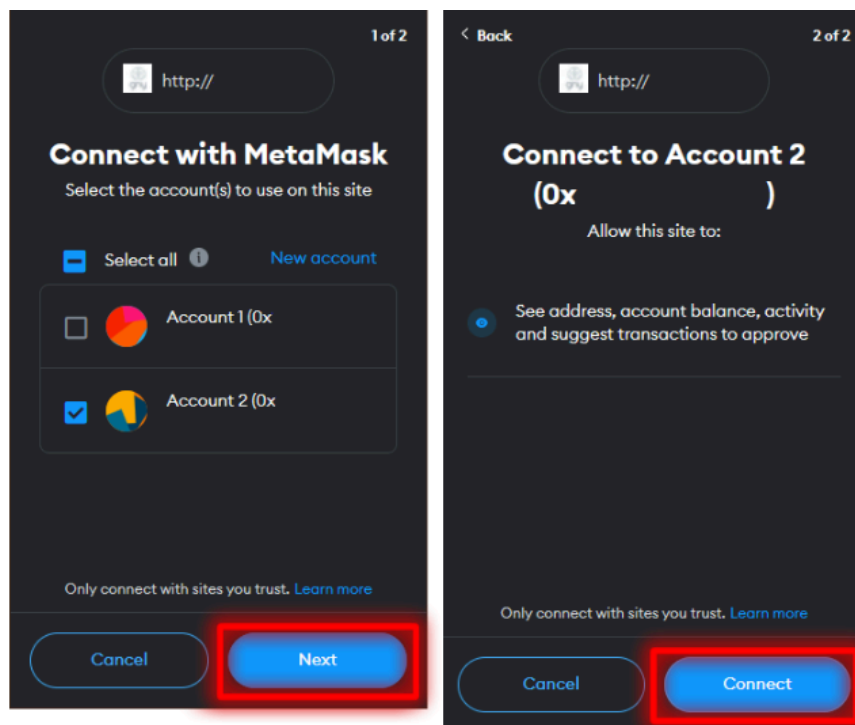 1 of 2
http://
Connect with MetaMask
Select the account(s) to use on this site
Select all
New account
Account 1 (0x
Account 2 (0x
Only connect with sites you trust. Learn more
Cancel
Next
< Back
2 of 2
http://
Connect to Account 2
(0x )
Allow this site to:
See address, account balance, activity
and suggest transactions to approve
Only connect with sites you trust. Learn more
Cancel
Connect